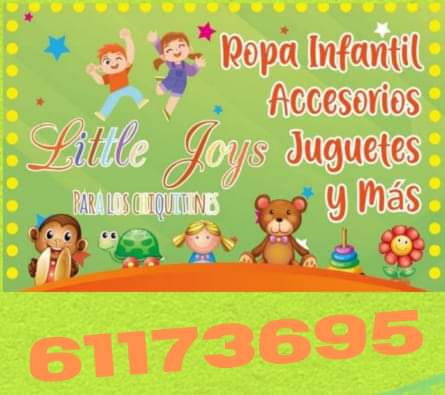 Ropa Infantil
Accesorios
Juguetes
y Más
Little Joys
PARA LOS CHIQUITINES
61173695